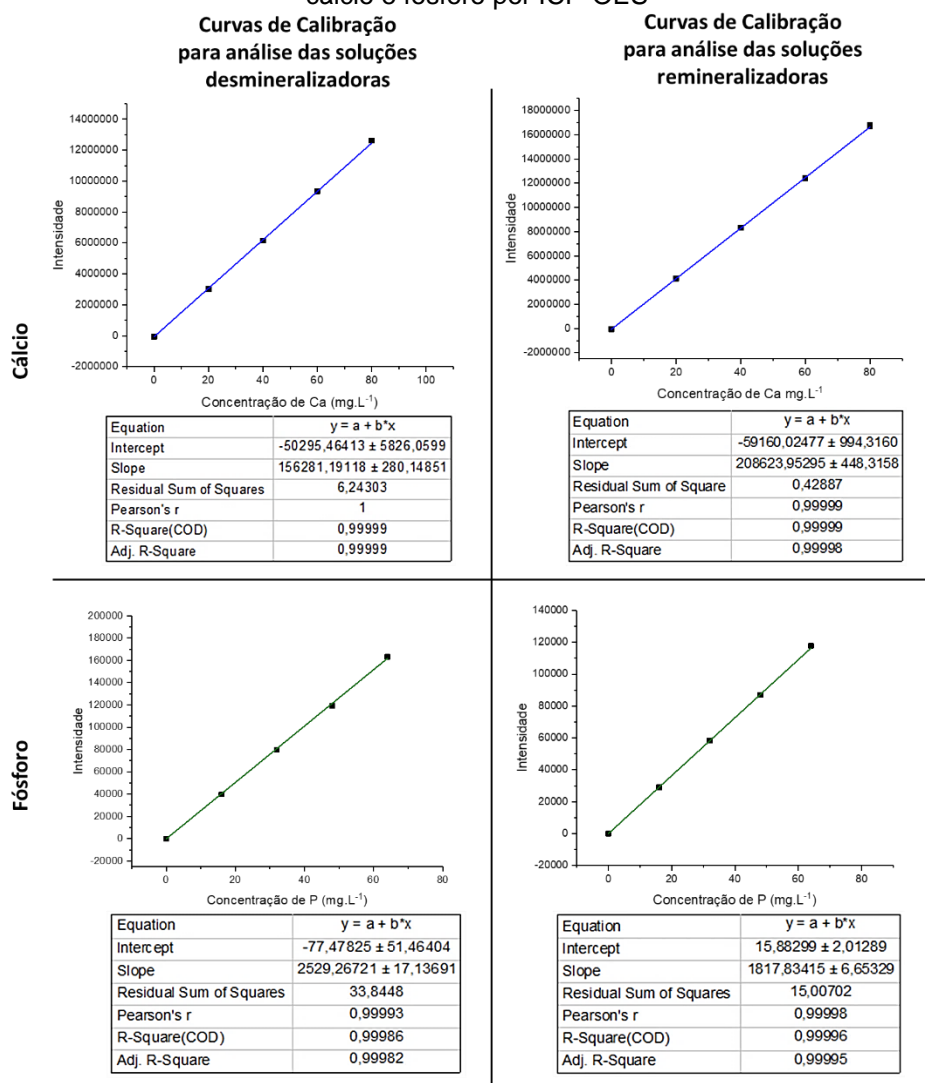 cálcio e fósforo por ICP-OES
Curvas de Calibração
para análise das soluções
desmineralizadoras
Curvas de Calibração
para análise das soluções
remineralizadoras
Cálcio
14000000
12000000
10000000
8000000
6000000
4000000
2000000
0
-2000000
Intensidade
0 20 40 60 80 100
Concentração de Ca (mg.L-1)
Equation y = a + b*x
Intercept -50295,46413 ± 5826,0599
Slope 156281,19118 ± 280,14851
Residual Sum of Squares 6,24303
Pearson's r 1
R-Square(COD) 0,99999
Adj. R-Square 0,99999
18000000
16000000
14000000
12000000
10000000
8000000
6000000
4000000
2000000
0
-2000000
Intensidade
0 20 40 60 80
Concentração de Ca mg.L-1
Equation y = a + b*x
Intercept -59160,02477 ± 994,3160
Slope 208623,95295 ± 448,3158
Residual Sum of Square 0,42887
Pearson's r 0,99999
R-Square(COD) 0,99999
Adj. R-Square 0,99998
Fósforo
200000
180000
160000
140000
120000
100000
80000
60000
40000
20000
0
-20000
Intensidade
0 20 40 60 80
Concentração de P (mg.L-1)
Equation y = a + b*x
Intercept -77,47825 ± 51,46404
Slope 2529,26721 ± 17,13691
Residual Sum of Squares 33,8448
Pearson's r 0,99993
R-Square(COD) 0,99986
Adj. R-Square 0,99982
140000
120000
100000
80000
60000
40000
20000
0
-20000
Intensidade
0 20 40 60 80
Concentração de P (mg.L-1)
Equation y = a + b*x
Intercept 15,88299 ± 2,01289
Slope 1817,83415 ± 6,65329
Residual Sum of Squares 15,00702
Pearson's r 0,99998
R-Square(COD) 0,99996
Adj. R-Square 0,99995